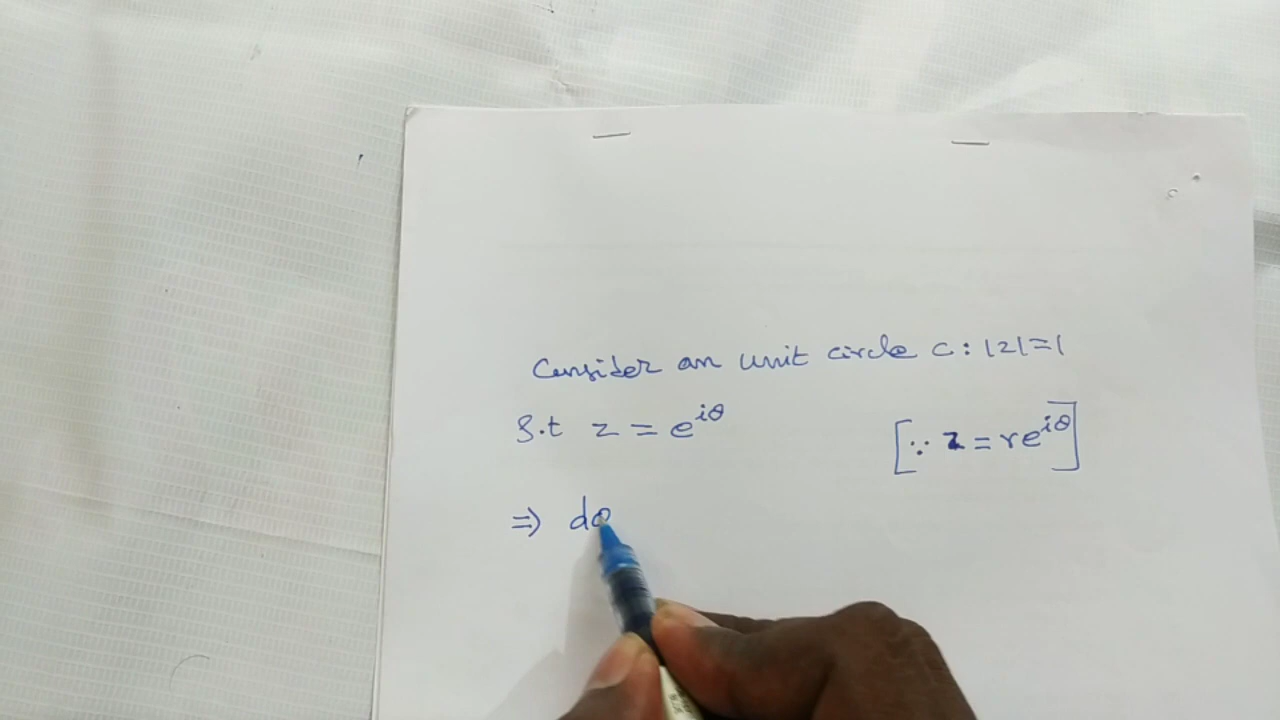 Consider an unit circle C: |z|=1
S.t z = e^{iθ} [∵ z = re^{iθ}]
⇒ dθ